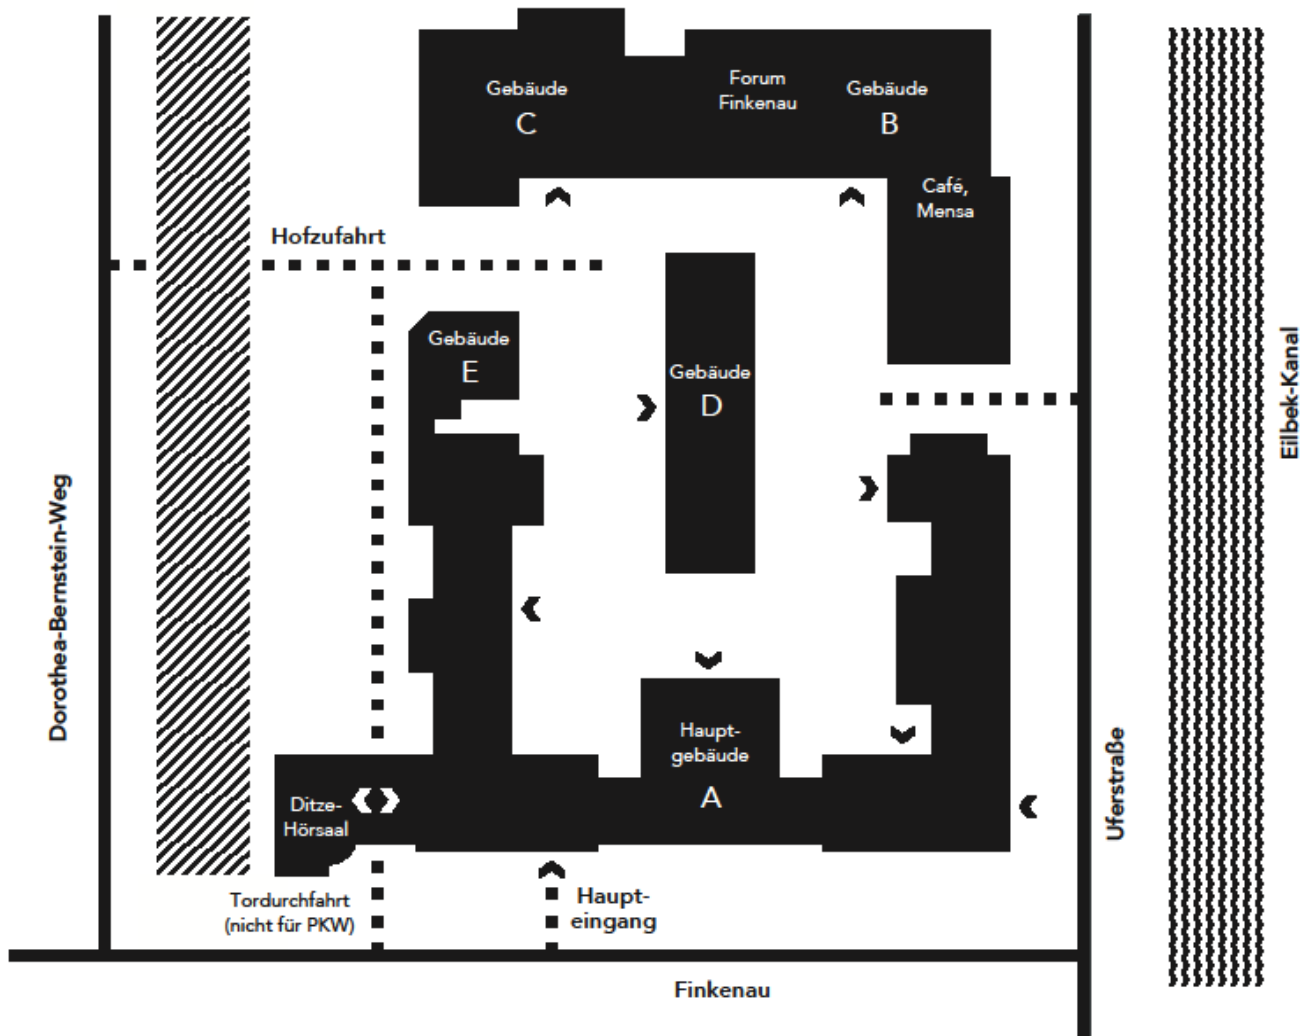 Gebäude
C
Forum
Finkenau
Gebäude
B
Café,
Mensa
Hofzufahrt
Gebäude
E
Gebäude
D
Eilbek-Kanal
Dorothea-Bernstein-Weg
Haupt-
gebäude
A
Ditze-
Hörsaal
Uferstraße
Tordurchfahrt
(nicht für PKW)
Haupt-
eingang
Finkenau